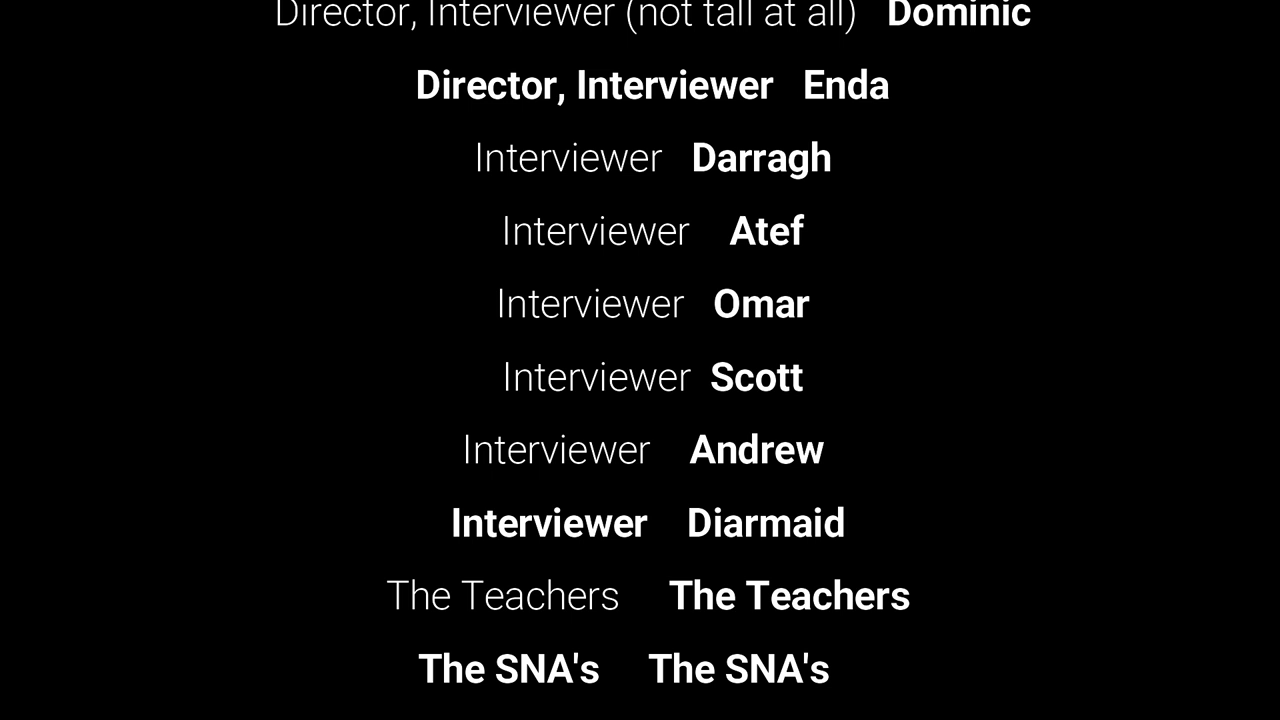 Director, Interviewer (not tall at all) Dominic
Director, Interviewer Enda
Interviewer Darragh
Interviewer Atef
Interviewer Omar
Interviewer Scott
Interviewer Andrew
Interviewer Diarmaid
The Teachers The Teachers
The SNA's The SNA's